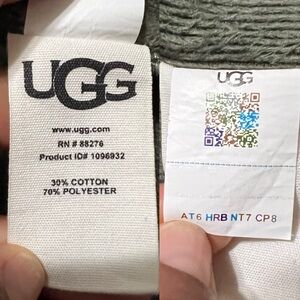 UGG
www.ugg.com
RN # 88276
Product ID# 1096932
30% COTTON
70% POLYESTER
UGG
AT6 HRB NT7 CP8